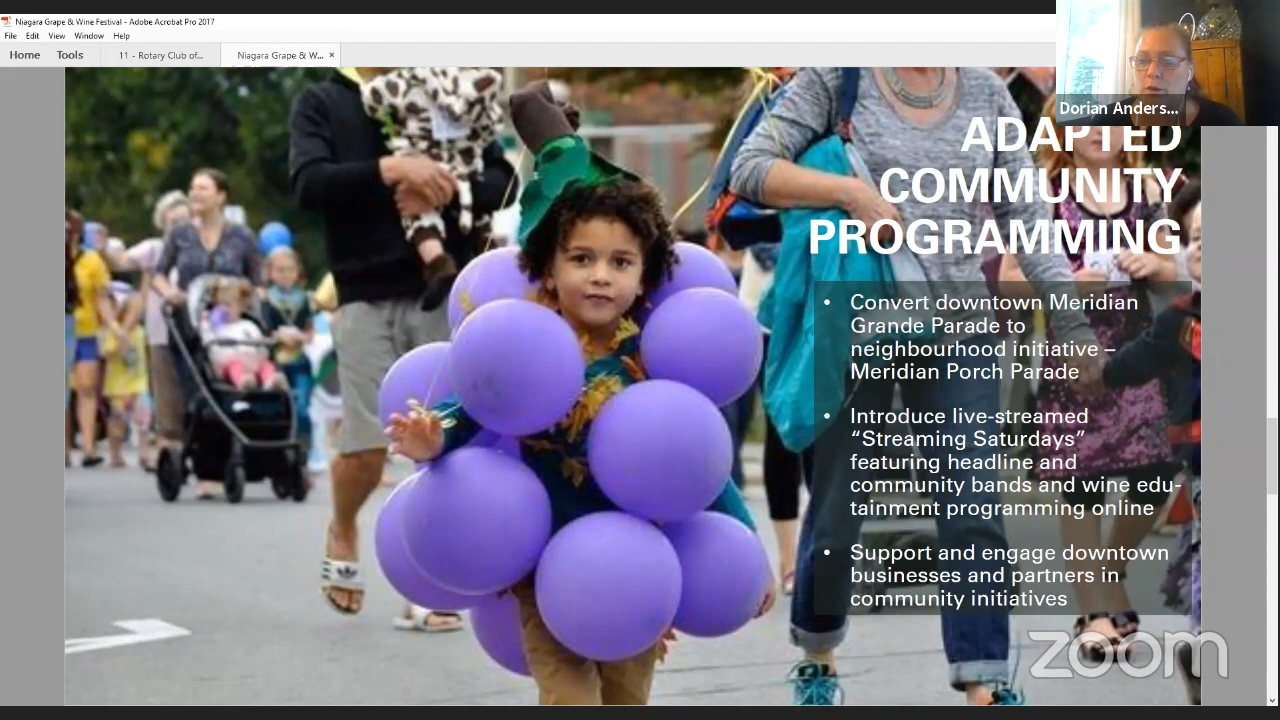 Niagara Grape & Wine Festival - Adobe Acrobat Pro 2017
File Edit View Window Help
Home Tools 11 - Rotary Club of... Niagara Grape & W... ×
Dorian Anders...
ADAPTED
COMMUNITY
PROGRAMMING
• Convert downtown Meridian
Grande Parade to
neighbourhood initiative –
Meridian Porch Parade
• Introduce live-streamed
“Streaming Saturdays”
featuring headline and
community bands and wine edu-
tainment programming online
• Support and engage downtown
businesses and partners in
community initiatives
zoom